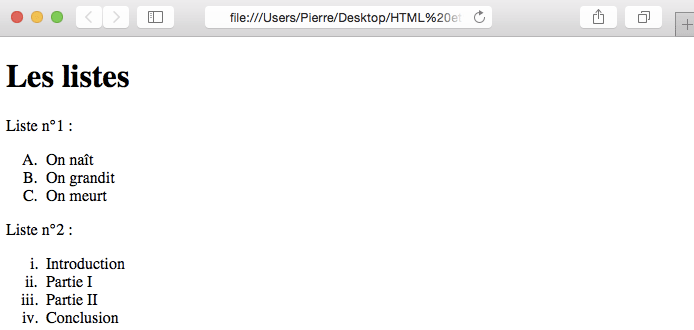 file:///Users/Pierre/Desktop/HTML%20et
Les listes
Liste n°1 :
A. On naît
B. On grandit
C. On meurt
Liste n°2 :
i. Introduction
ii. Partie I
iii. Partie II
iv. Conclusion